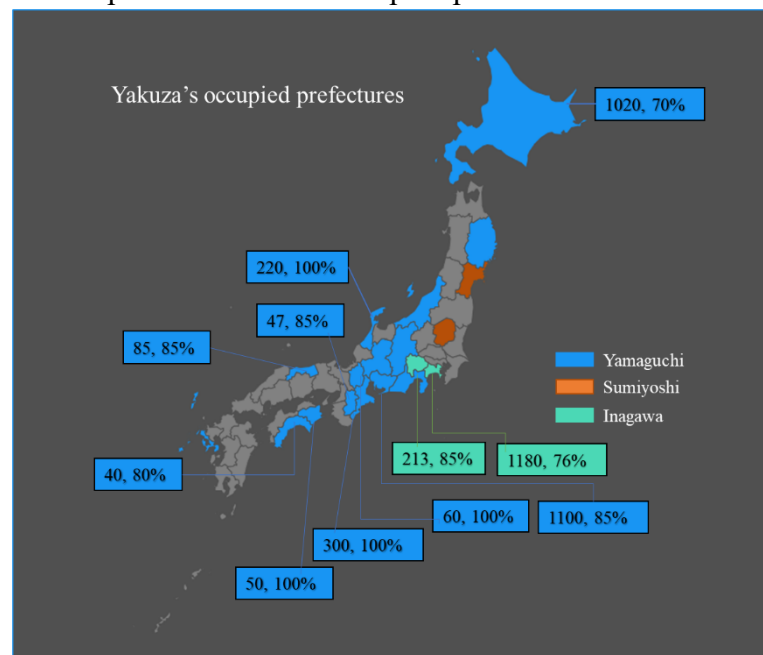 Yakuza's occupied prefectures
1020, 70%
220, 100%
47, 85%
85, 85%
Yamaguchi
Sumiyoshi
Inagawa
213, 85%
1180, 76%
40, 80%
60, 100%
1100, 85%
300, 100%
50, 100%